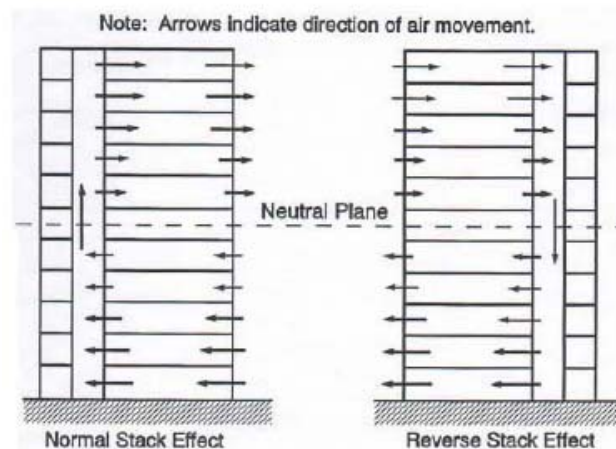 Note: Arrows indicate direction of air movement.
Neutral Plane
Normal Stack Effect
Reverse Stack Effect